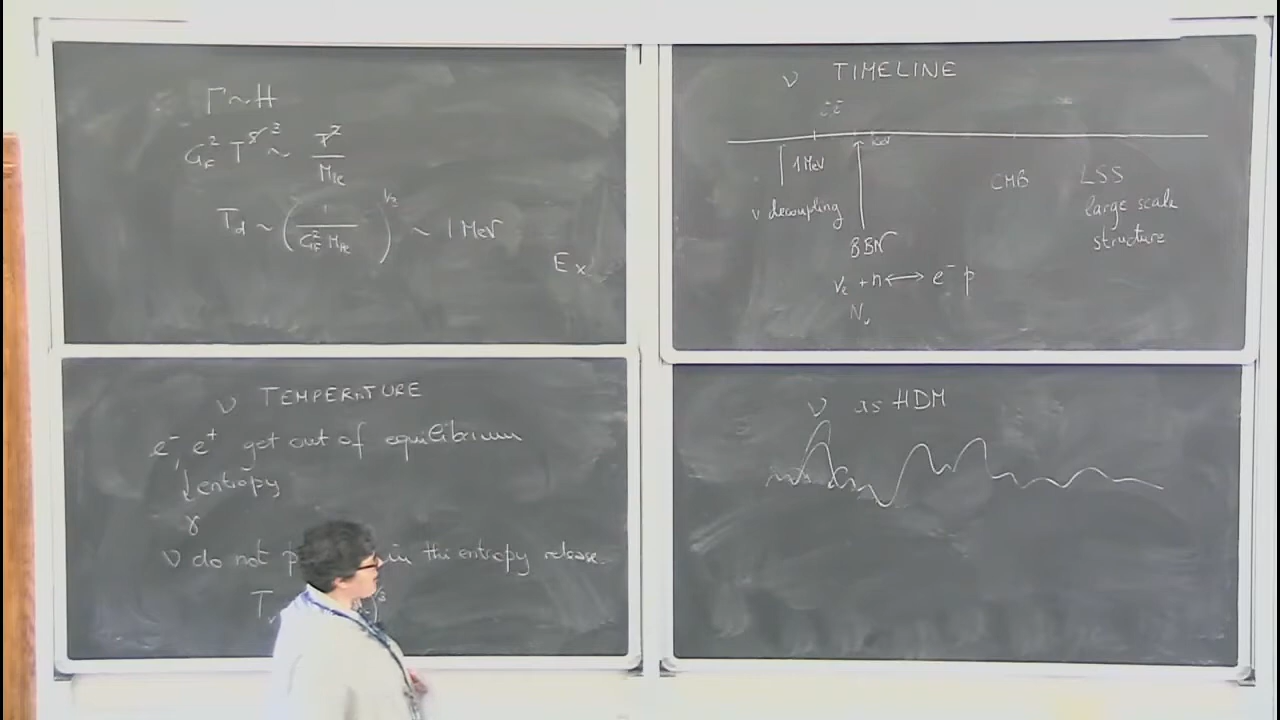 Γ ~ H
G_F^2 T^5 3 ~ T^2 / M_Pl
T_d ~ ( 1 / G_F^2 M_Pl )^1/2 ~ 1 MeV
Ex
ν TEMPERATURE
e^-, e^+ get out of equilibrium
↓ entropy
γ
ν do not in the entropy release.
T
ν TIMELINE
1 MeV
ν decoupling
BBN
ν_e + n ↔ e^- p
N_ν
CMB
LSS
large scale
structure
ν as HDM